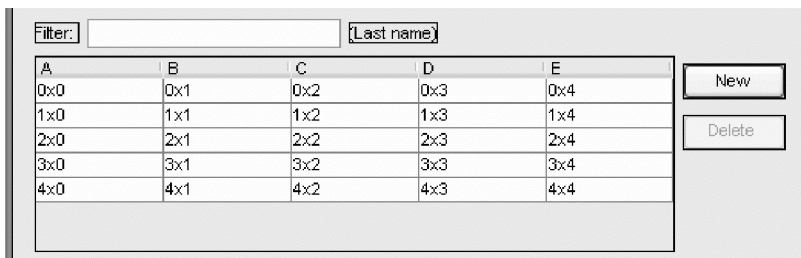 Filter: (Last name)
A B C D E
0x0 0x1 0x2 0x3 0x4
New
1x0 1x1 1x2 1x3 1x4
Delete
2x0 2x1 2x2 2x3 2x4
3x0 3x1 3x2 3x3 3x4
4x0 4x1 4x2 4x3 4x4